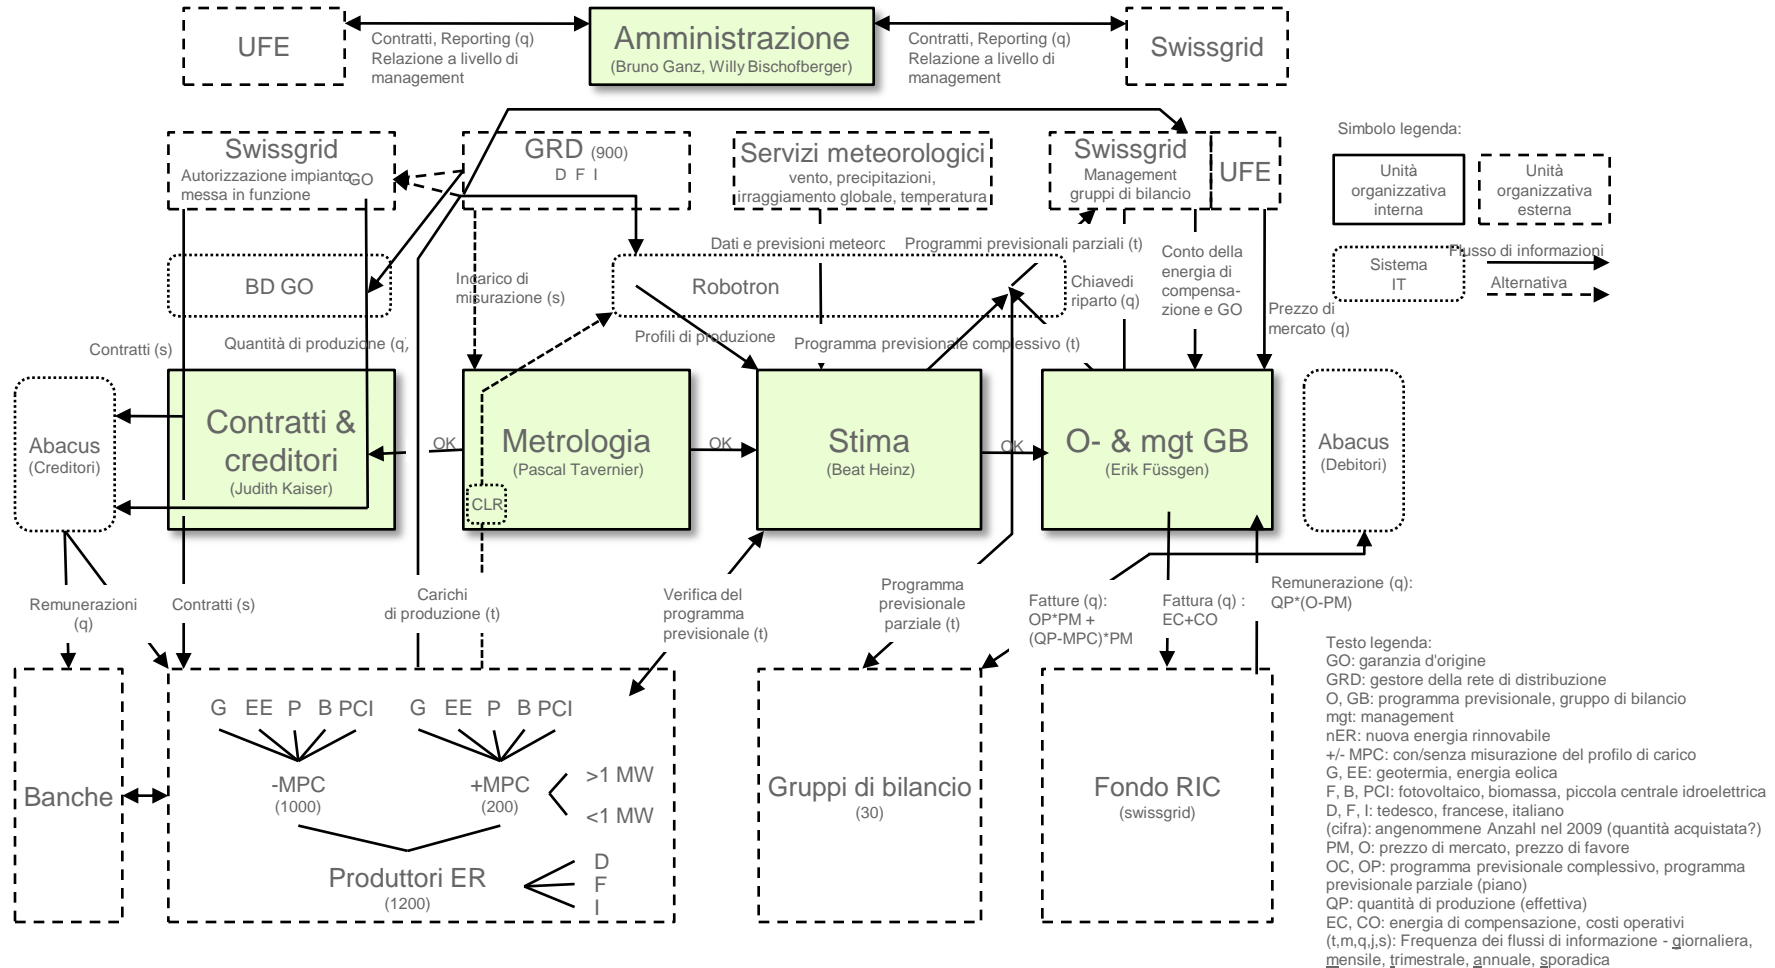 UFE
Contratti, Reporting (q)
Relazione a livello di
management
Amministrazione
(Bruno Ganz, Willy Bischofberger)
Contratti, Reporting (q)
Relazione a livello di
management
Swissgrid
Swissgrid
Autorizzazione impianto
messa in funzione
GO
GRD (900)
D F I
Servizi meteorologici
vento, precipitazioni,
irraggiamento globale, temperatura
Swissgrid
Management
gruppi di bilancio
UFE
Simbolo legenda:
Unità
organizzativa
interna
Unità
organizzativa
esterna
Sistema
IT
Flusso di informazioni
Alternativa
BD GO
Incarico di
misurazione (s)
Dati e previsioni meteorc
Programmi previsionali parziali (t)
Robotron
Chiavedi
riparto (q)
Conto della
energia di
compensa-
zione e GO
Prezzo di
mercato (q)
Contratti (s)
Quantità di produzione (q)
Profili di produzione
Programma previsionale complessivo (t)
Abacus
(Creditori)
Contratti &
creditori
(Judith Kaiser)
OK
Metrologia
(Pascal Tavernier)
CLR
OK
Stima
(Beat Heinz)
OK
O- & mgt GB
(Erik Füssgen)
Abacus
(Debitori)
Remunerazioni
(q)
Contratti (s)
Carichi
di produzione (t)
Verifica del
programma
previsionale (t)
Programma
previsionale
parziale (t)
Fatture (q):
OP*PM +
(QP-MPC)*PM
Fattura (q) :
EC+CO
Remunerazione (q):
QP*(O-PM)
Banche
G EE P B PCI
G EE P B PCI
-MPC
(1000)
+MPC
(200)
>1 MW
<1 MW
Produttori ER
(1200)
D
F
I
Gruppi di bilancio
(30)
Fondo RIC
(swissgrid)
Testo legenda:
GO: garanzia d'origine
GRD: gestore della rete di distribuzione
O, GB: programma previsionale, gruppo di bilancio
mgt: management
nER: nuova energia rinnovabile
+/- MPC: con/senza misurazione del profilo di carico
G, EE: geotermia, energia eolica
F, B, PCI: fotovoltaico, biomassa, piccola centrale idroelettrica
D, F, I: tedesco, francese, italiano
(cifra): angenommene Anzahl nel 2009 (quantità acquistata?)
PM, O: prezzo di mercato, prezzo di favore
OC, OP: programma previsionale complessivo, programma
previsionale parziale (piano)
QP: quantità di produzione (effettiva)
EC, CO: energia di compensazione, costi operativi
(t,m,q,j,s): Frequenza dei flussi di informazione - giornaliera,
mensile, trimestrale, annuale, sporadica